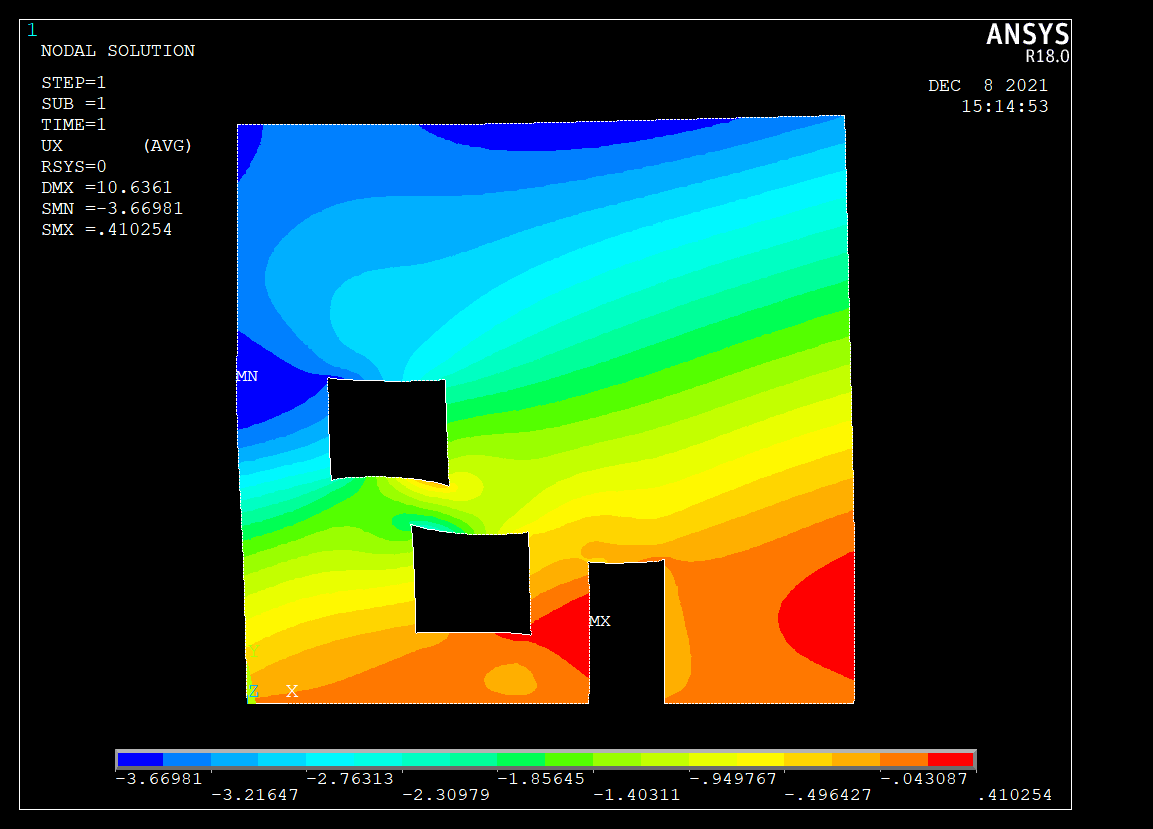 1
ANSYS
R18.0
NODAL SOLUTION
DEC 8 2021
15:14:53
STEP=1
SUB =1
TIME=1
UX (AVG)
RSYS=0
DMX =10.6361
SMN =-3.66981
SMX =.410254
MN
MX
Z X
-3.66981 -2.76313 -1.85645 -.949767 -.043087
-3.21647 -2.30979 -1.40311 -.496427 .410254